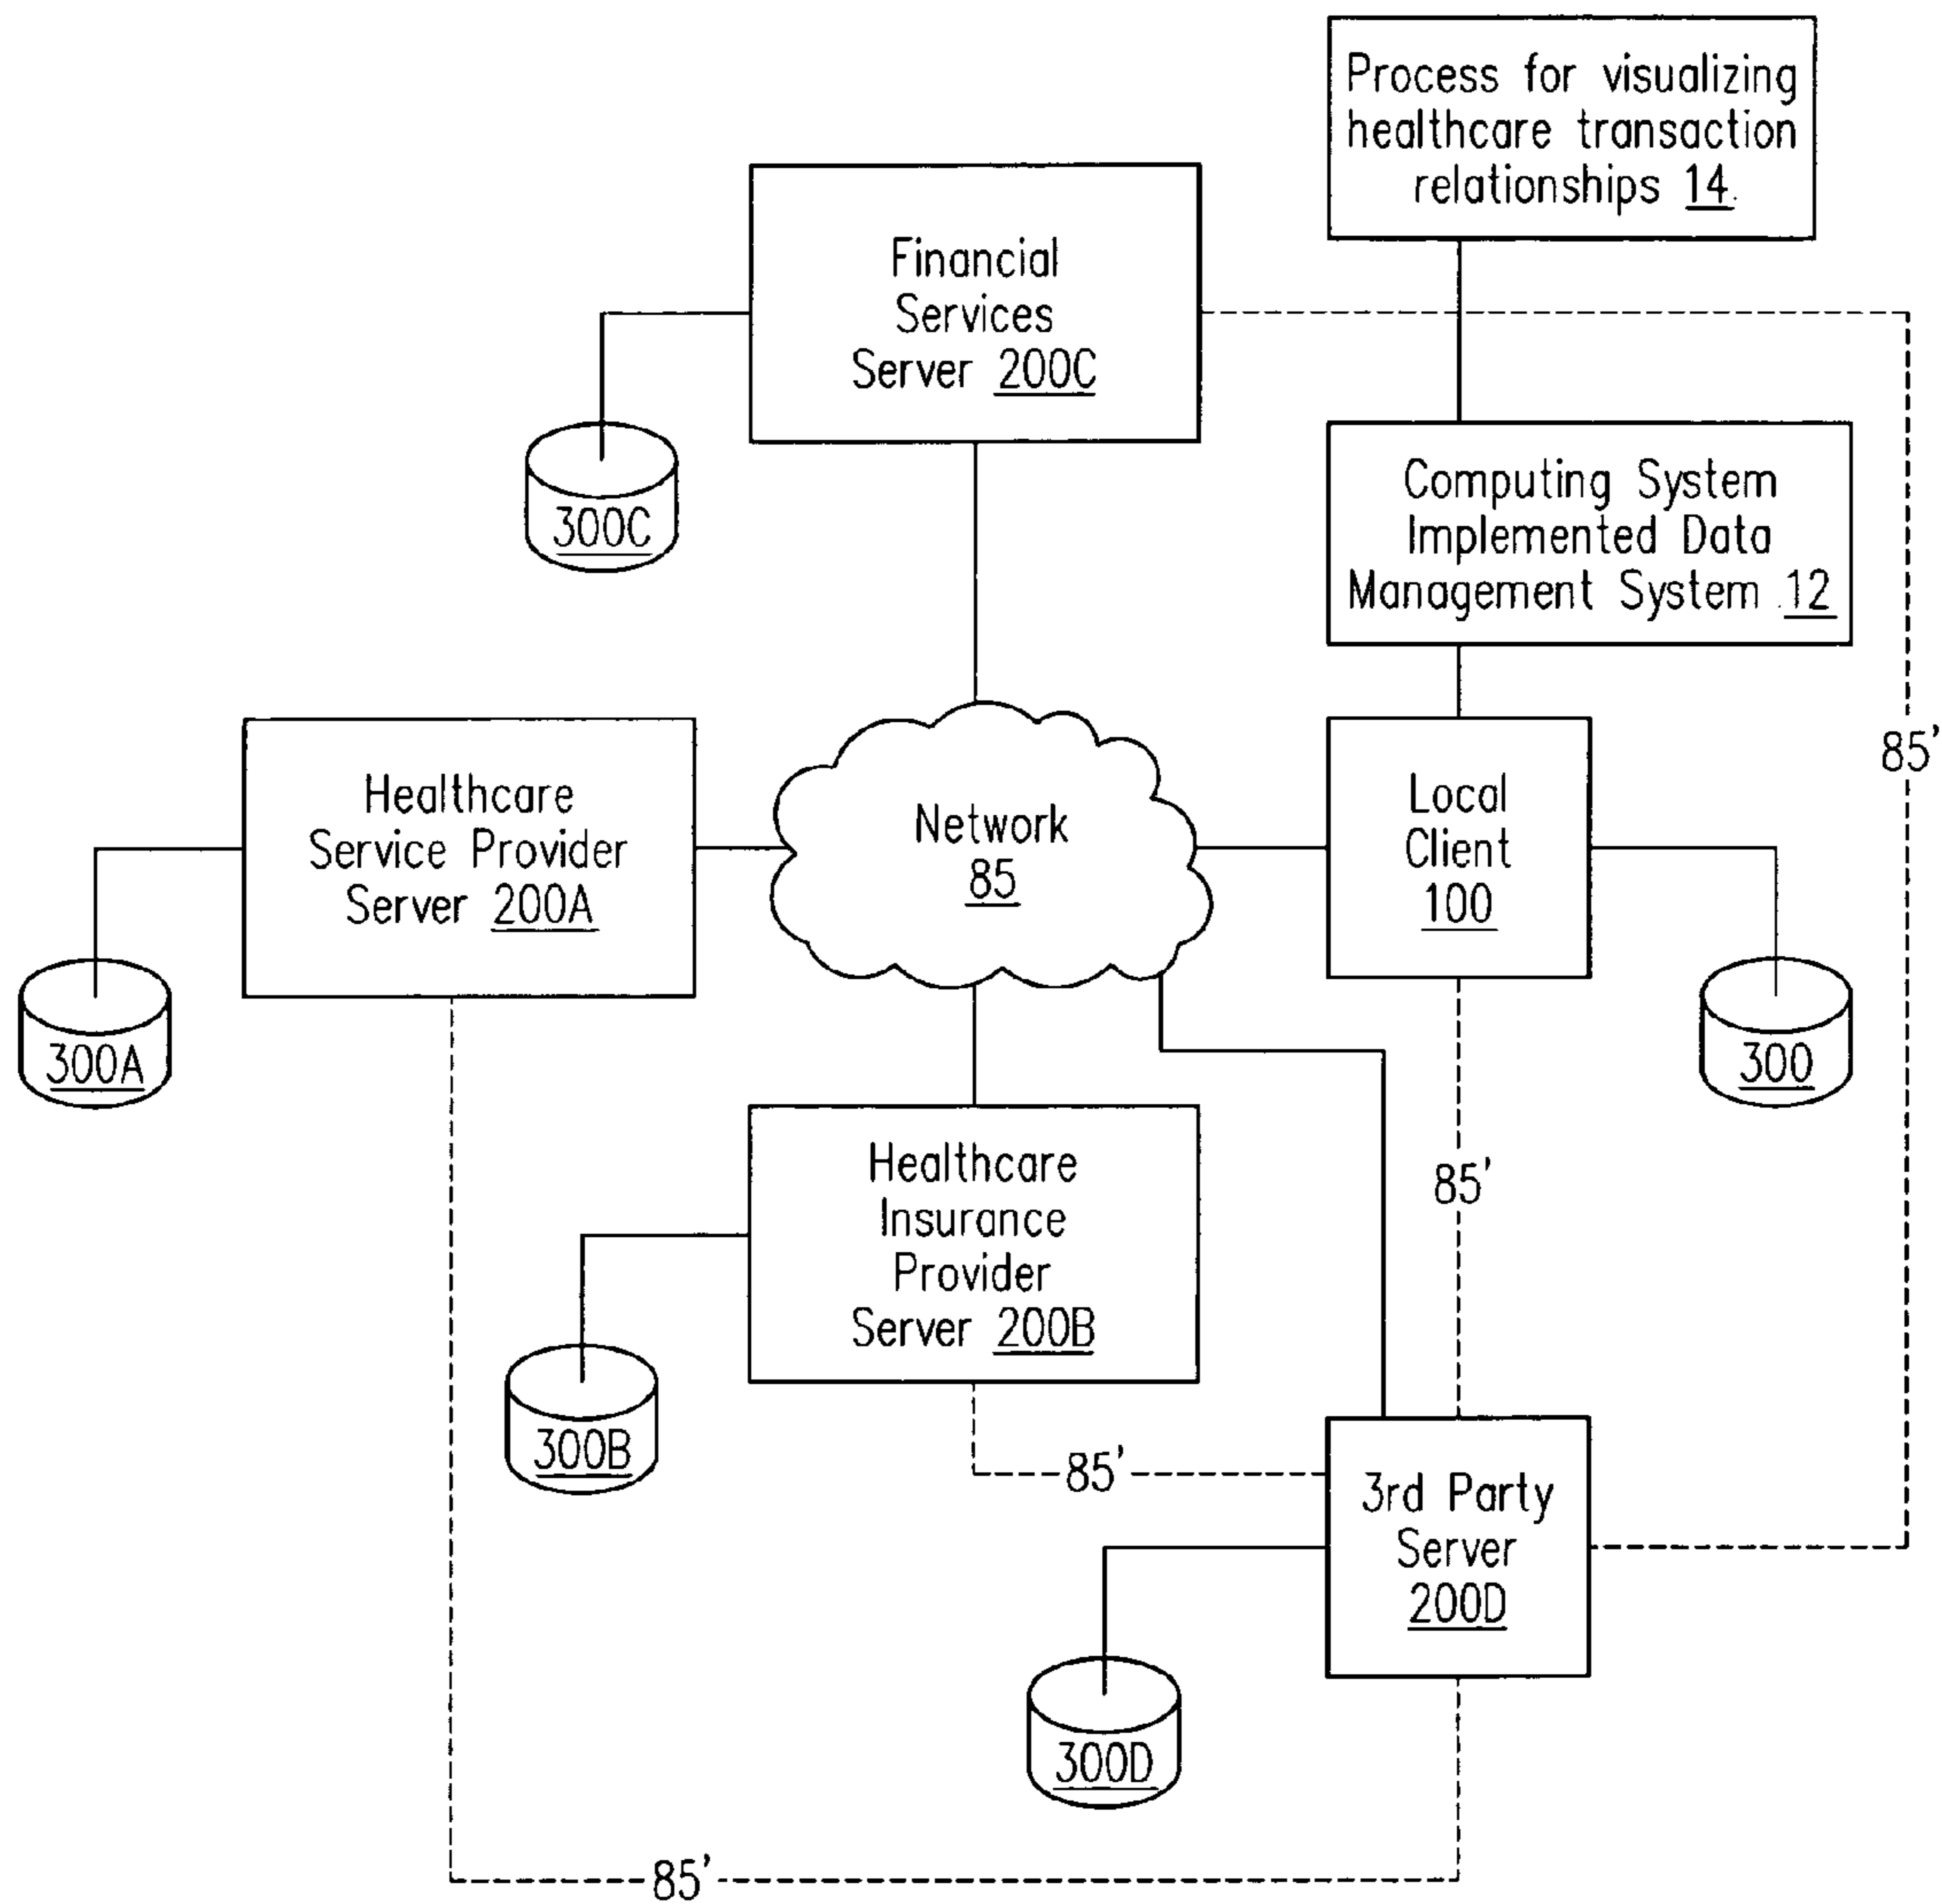 Process for visualizing
healthcare transaction
relationships 14
Financial
Services
Server 200C
300C
Computing System
Implemented Data
Management System 12
85'
Healthcare
Service Provider
Server 200A
Network
85
Local
Client
100
300A
300
Healthcare
Insurance
Provider
Server 200B
85'
300B
85'
3rd Party
Server
200D
300D
85'